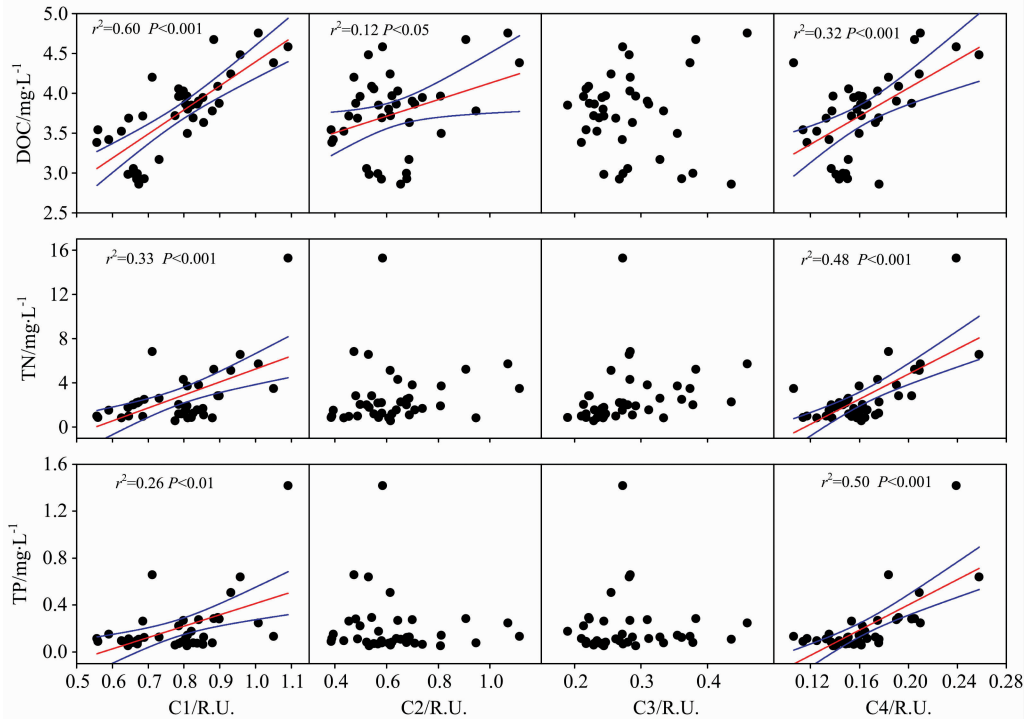 r²=0.60 P<0.001
r²=0.12 P<0.05
r²=0.32 P<0.001
5.0
4.5
4.0
3.5
3.0
2.5
DOC/mg·L⁻¹
r²=0.33 P<0.001
r²=0.48 P<0.001
16
12
8
4
0
TN/mg·L⁻¹
r²=0.26 P<0.01
r²=0.50 P<0.001
1.6
1.2
0.8
0.4
0.0
TP/mg·L⁻¹
0.5 0.6 0.7 0.8 0.9 1.0 1.1
0.4 0.6 0.8 1.0
0.2 0.3 0.4
0.12 0.16 0.20 0.24 0.28
C1/R.U.
C2/R.U.
C3/R.U.
C4/R.U.